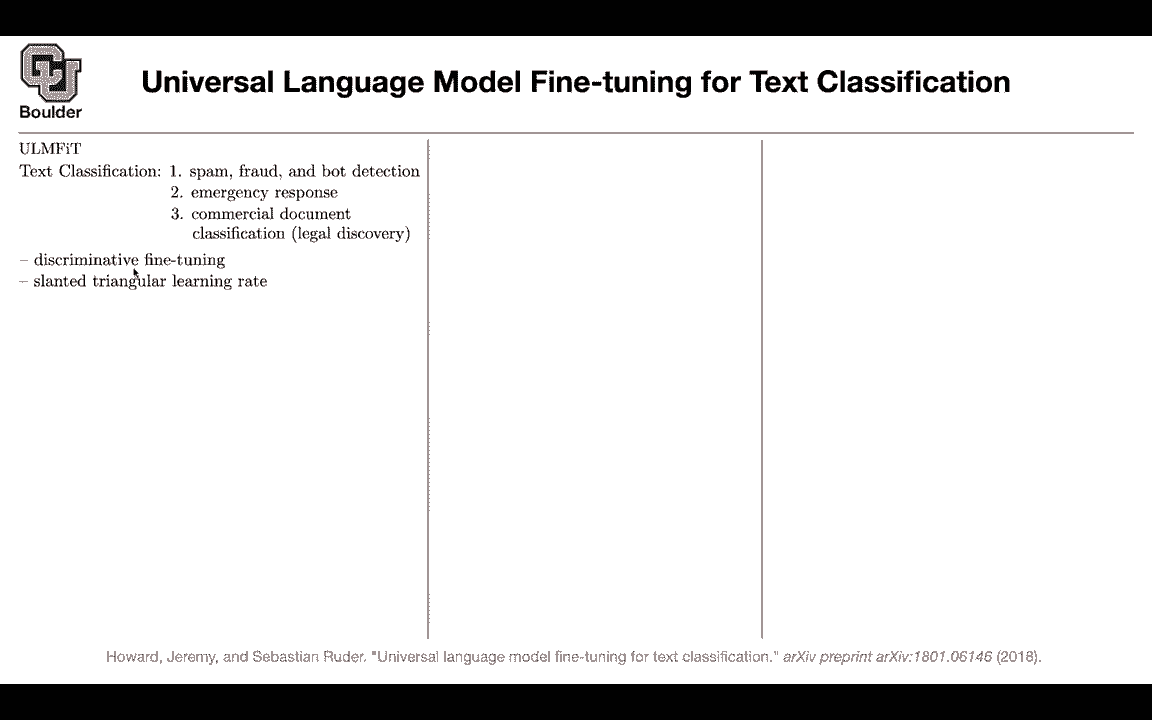 Boulder
Universal Language Model Fine-tuning for Text Classification
ULMFiT
Text Classification: 1. spam, fraud, and bot detection
2. emergency response
3. commercial document
classification (legal discovery)
– discriminative fine-tuning
– slanted triangular learning rate
Howard, Jeremy, and Sebastian Ruder. "Universal language model fine-tuning for text classification." arXiv preprint arXiv:1801.06146 (2018).